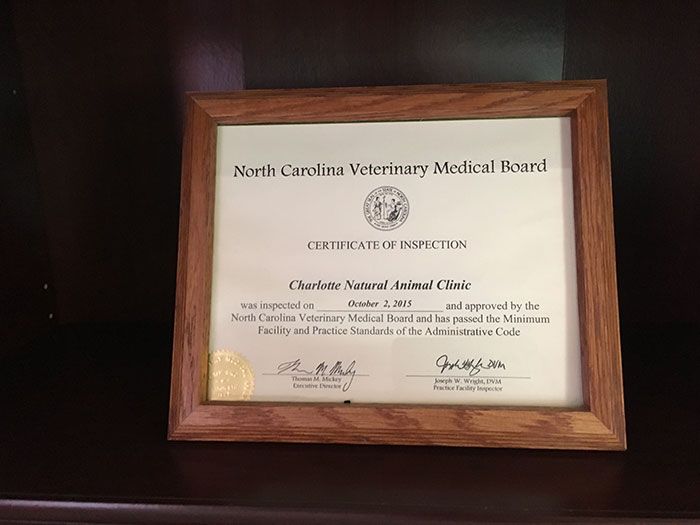 North Carolina Veterinary Medical Board
CERTIFICATE OF INSPECTION
Charlotte Natural Animal Clinic
was inspected on October 2, 2015 and approved by the
North Carolina Veterinary Medical Board and has passed the Minimum
Facility and Practice Standards of the Administrative Code
Thomas M. Mickey
Executive Director
Joseph W. Wright, DVM
Practice Facility Inspector